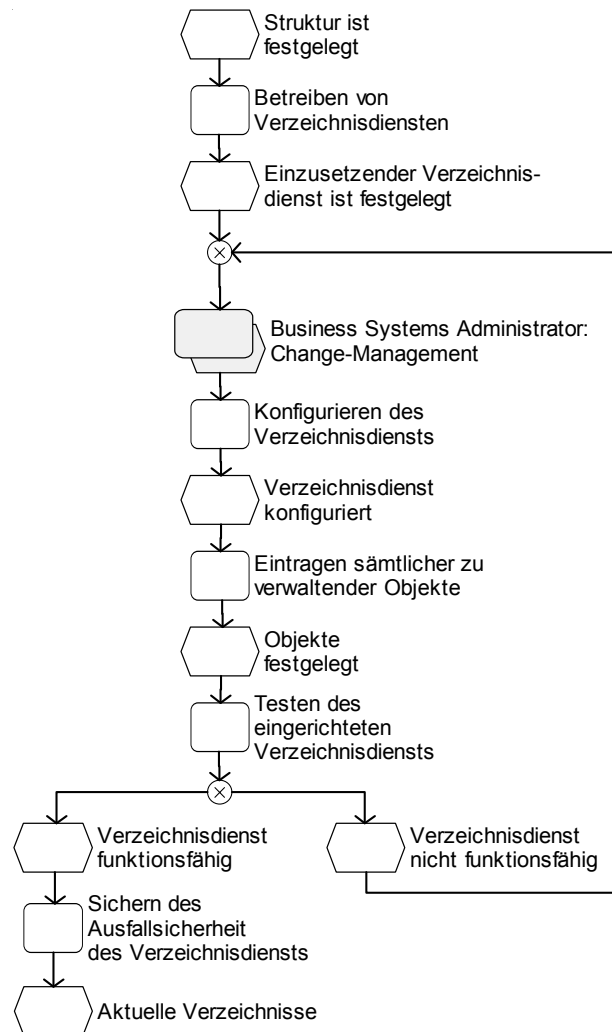 Struktur ist
festgelegt
Betreiben von
Verzeichnisdiensten
Einzusetzender Verzeichnis-
dienst ist festgelegt
Business Systems Administrator:
Change-Management
Konfigurieren des
Verzeichnisdiensts
Verzeichnisdienst
konfiguriert
Eintragen sämtlicher zu
verwaltender Objekte
Objekte
festgelegt
Testen des
eingerichteten
Verzeichnisdiensts
Verzeichnisdienst
funktionsfähig
Verzeichnisdienst
nicht funktionsfähig
Sichern des
Ausfallsicherheit
des Verzeichnisdiensts
Aktuelle Verzeichnisse